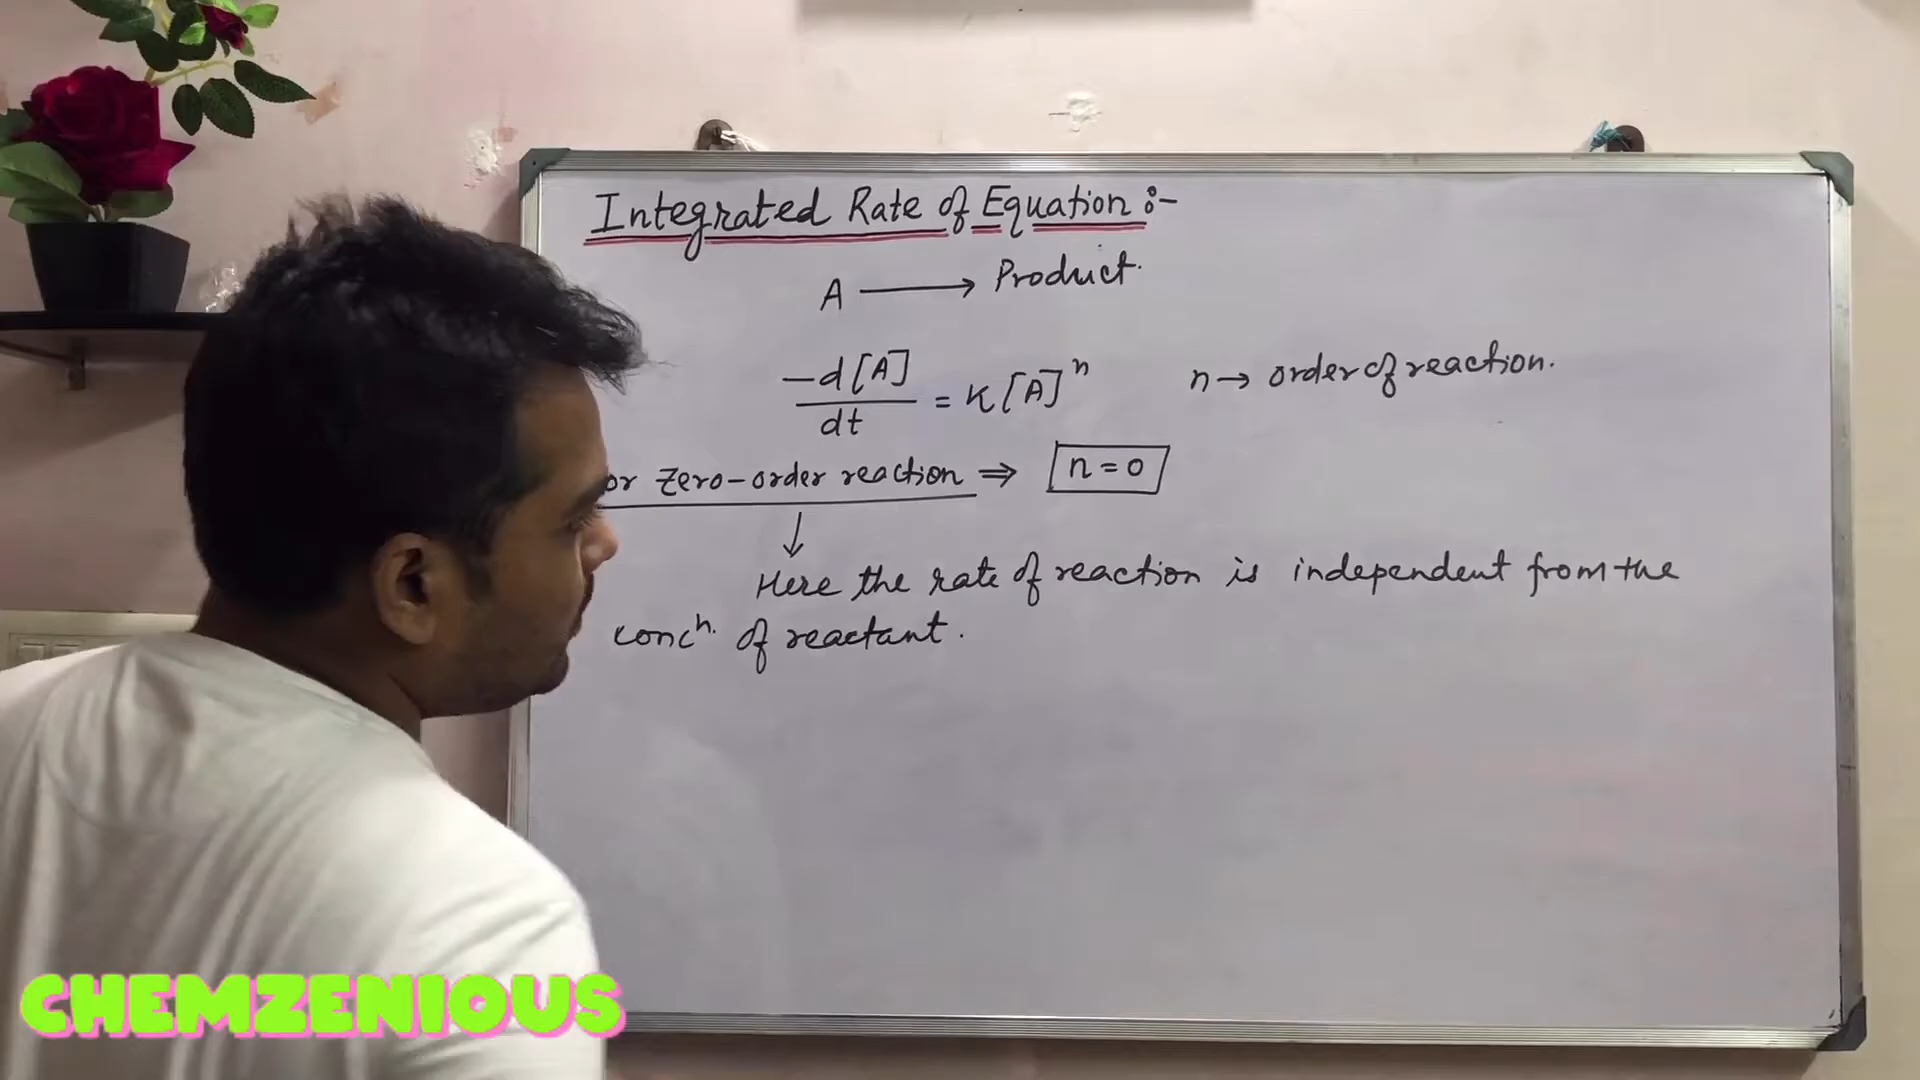 Integrated Rate of Equation :-
A ⟶ Product.
-d[A]/dt = K[A]ⁿ n → order of reaction.
or zero-order reaction ⇒ n = 0
↓
Here the rate of reaction is independent from the
concⁿ. of reactant.
CHEMZENIOUS